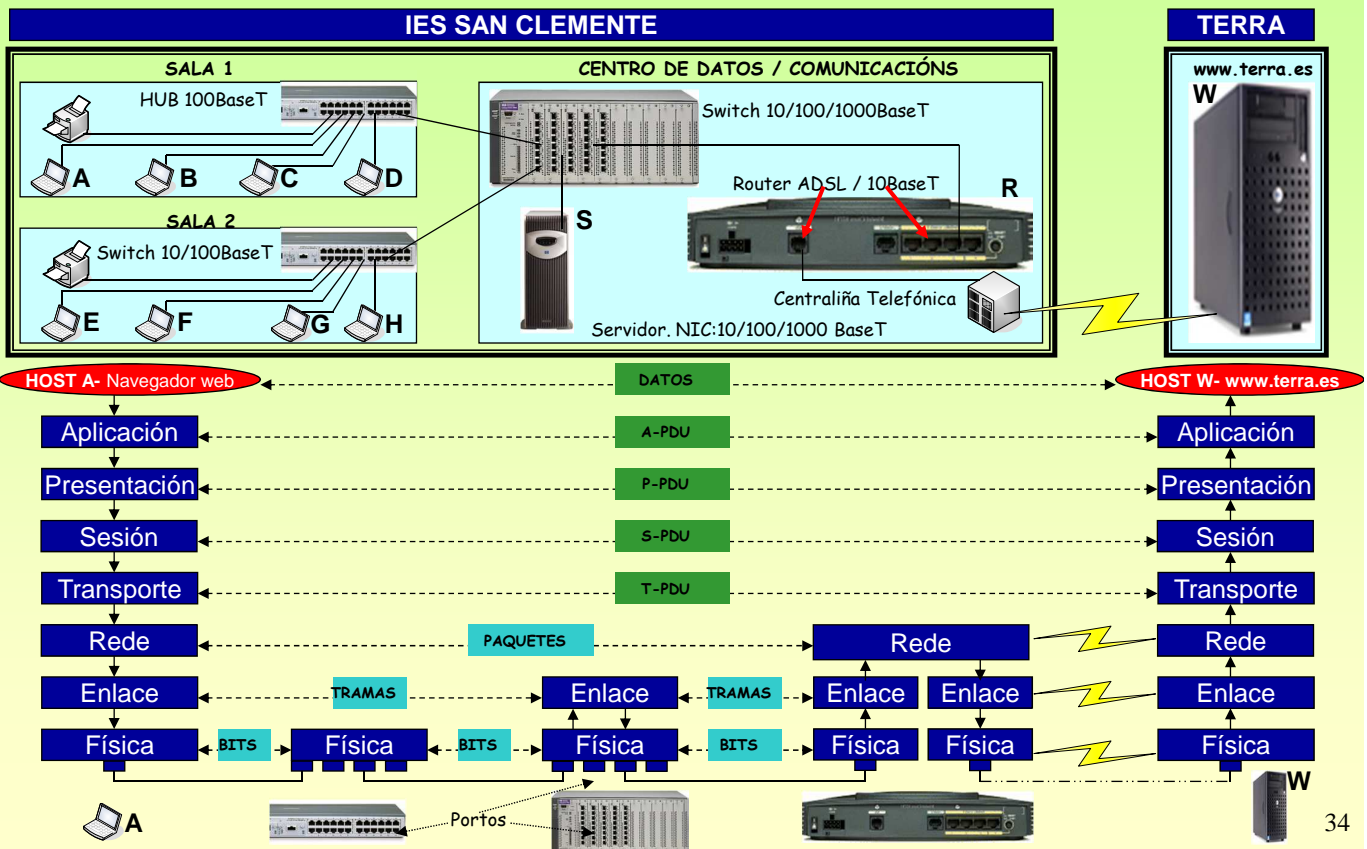 IES SAN CLEMENTE
TERRA
SALA 1
HUB 100BaseT
A
B
C
D
SALA 2
Switch 10/100BaseT
E
F
G
H
CENTRO DE DATOS / COMUNICACIÓNS
Switch 10/100/1000BaseT
S
Router ADSL / 10BaseT
R
Centraliña Telefónica
Servidor. NIC:10/100/1000 BaseT
www.terra.es
W
HOST A- Navegador web
DATOS
HOST W- www.terra.es
Aplicación
A-PDU
Aplicación
Presentación
P-PDU
Presentación
Sesión
S-PDU
Sesión
Transporte
T-PDU
Transporte
Rede
PAQUETES
Rede
Rede
Enlace
TRAMAS
Enlace
TRAMAS
Enlace
Enlace
Enlace
Física
BITS
Física
BITS
Física
BITS
Física
Física
Física
A
Portos
W
34